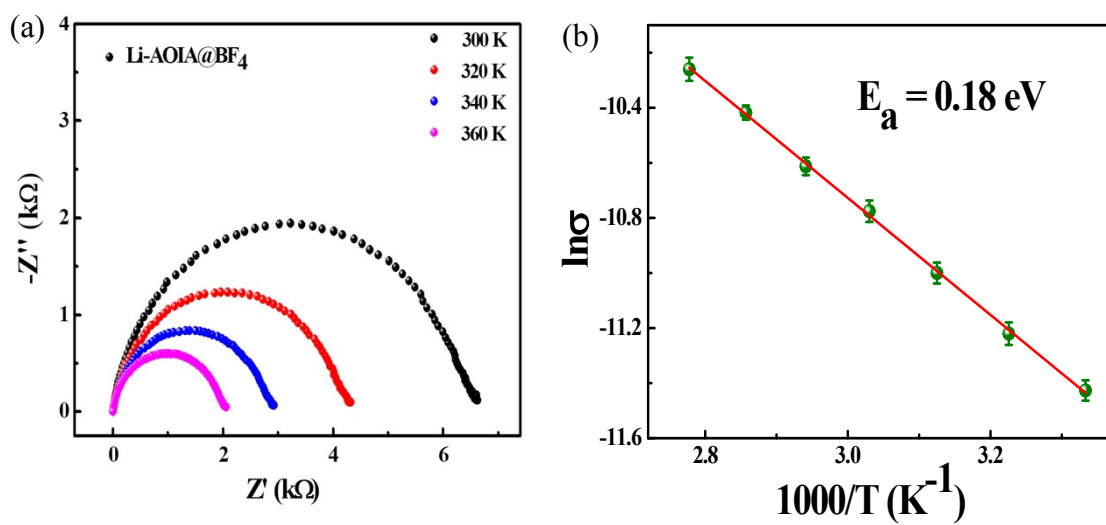 (a)
Li-AOIA@BF4
300 K
320 K
340 K
360 K
4
3
2
1
0
-Z'' (kΩ)
0 2 4 6
Z' (kΩ)
(b)
Ea = 0.18 eV
-10.4
-10.8
-11.2
-11.6
lnσ
2.8 3.0 3.2
1000/T (K-1)